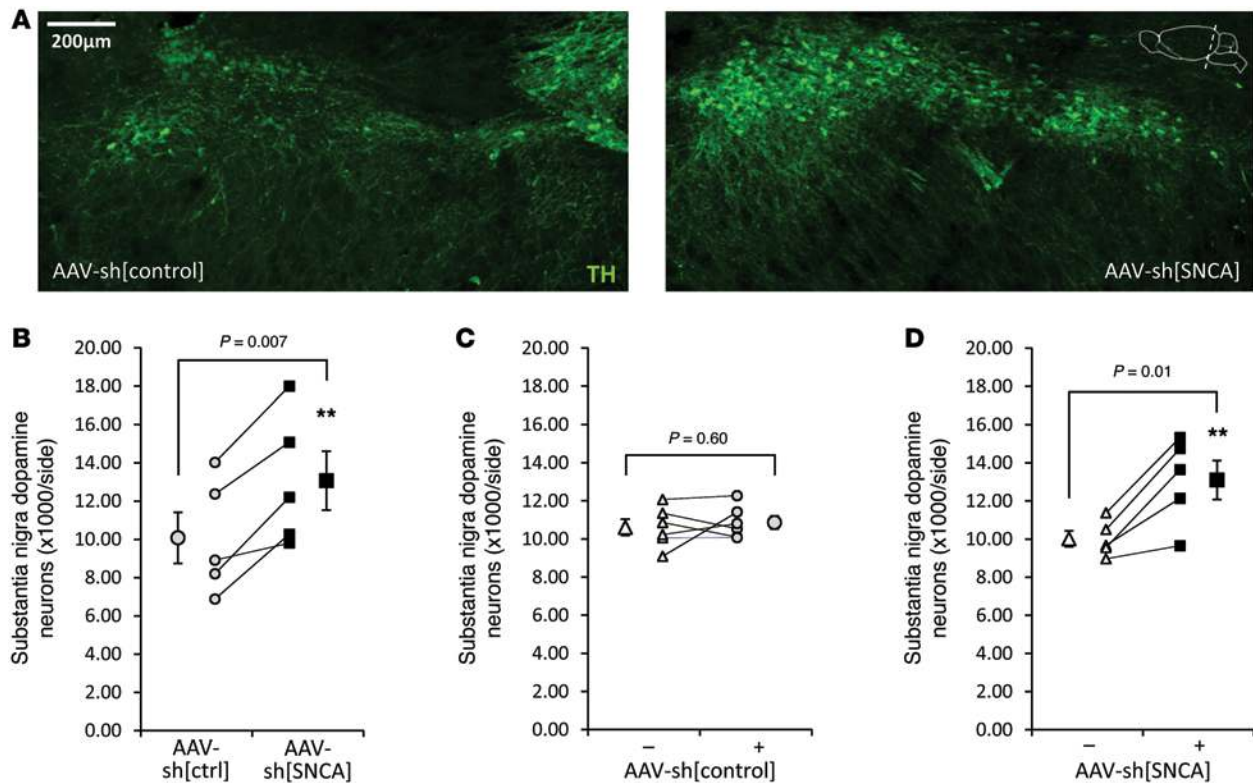 A
200µm
AAV-sh[control]
TH
AAV-sh[SNCA]
B
Substantia nigra dopamine
neurons (x1000/side)
20.00
18.00
16.00
14.00
12.00
10.00
8.00
6.00
4.00
2.00
0.00
P = 0.007
**
AAV-
sh[ctrl]
AAV-
sh[SNCA]
C
Substantia nigra dopamine
neurons (x1000/side)
20.00
18.00
16.00
14.00
12.00
10.00
8.00
6.00
4.00
2.00
0.00
P = 0.60
– +
AAV-sh[control]
D
Substantia nigra dopamine
neurons (x1000/side)
20.00
18.00
16.00
14.00
12.00
10.00
8.00
6.00
4.00
2.00
0.00
P = 0.01
**
– +
AAV-sh[SNCA]